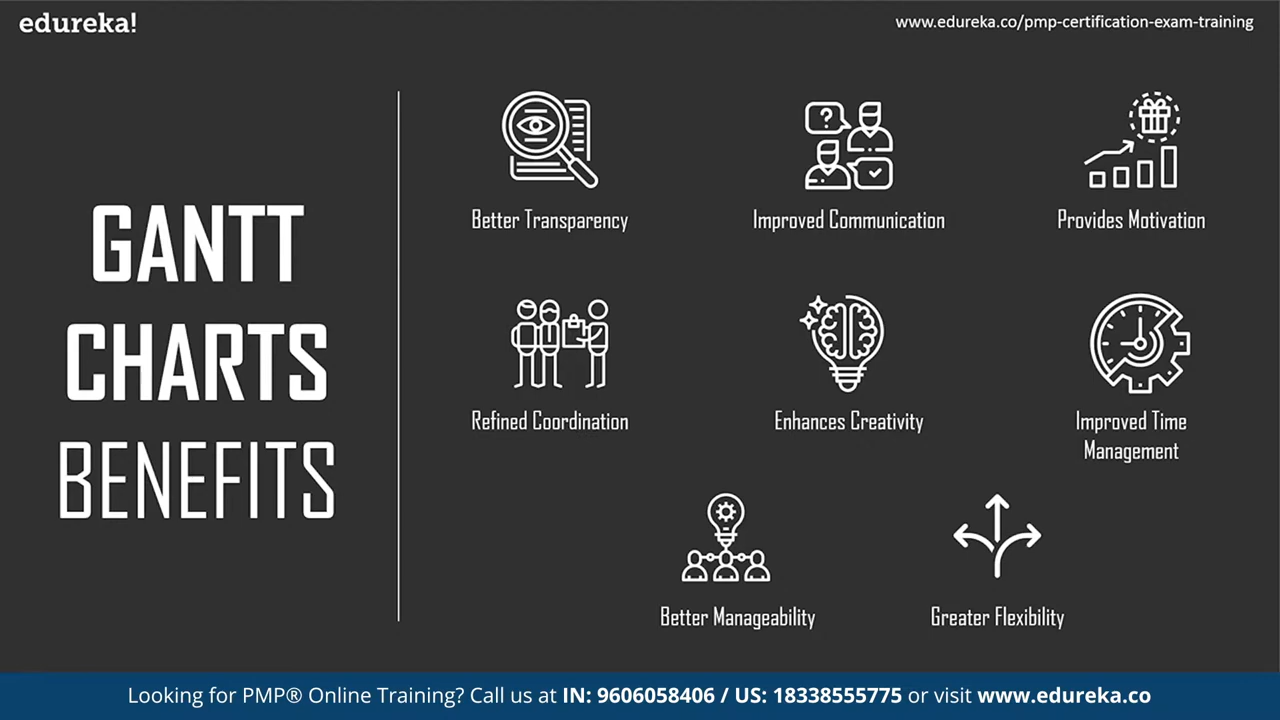 edureka!
www.edureka.co/pmp-certification-exam-training
GANTT
CHARTS
BENEFITS
?
Better Transparency
Improved Communication
Provides Motivation
Refined Coordination
Enhances Creativity
Improved Time
Management
Better Manageability
Greater Flexibility
Looking for PMP® Online Training? Call us at IN: 9606058406 / US: 18338555775 or visit www.edureka.co